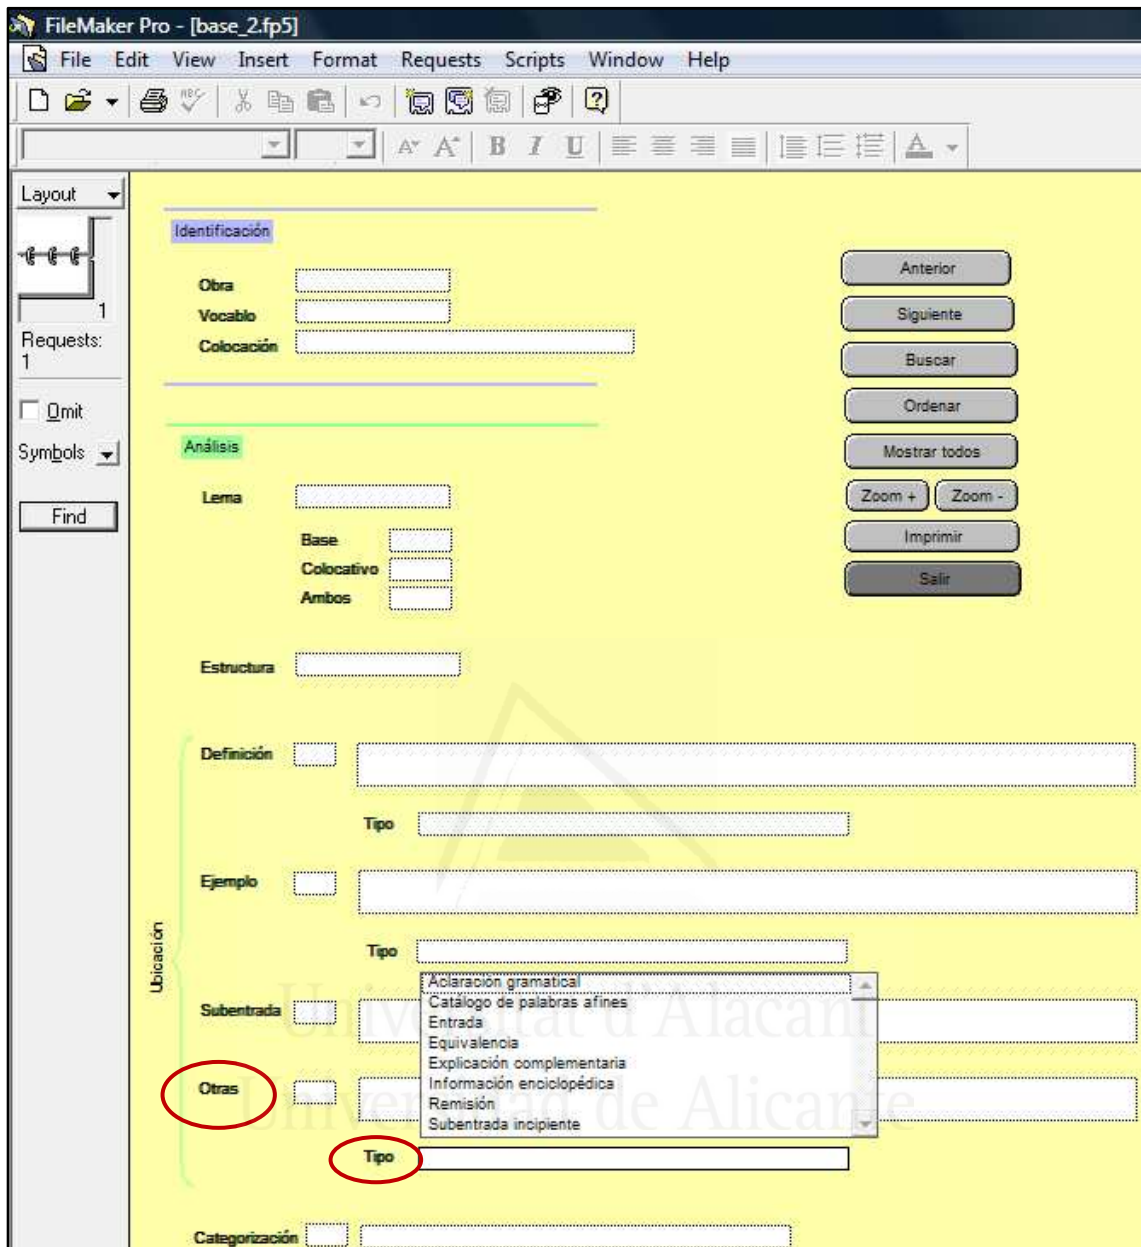 FileMaker Pro - [base_2.fp5]
File Edit View Insert Format Requests Scripts Window Help
ABC
A A B I U A
Layout
1
Requests:
1
Omit
Symbols
Find
Identificación
Obra
Vocablo
Colocación
Análisis
Lema
Base
Colocativo
Ambos
Estructura
Anterior
Siguiente
Buscar
Ordenar
Mostrar todos
Zoom + Zoom -
Imprimir
Salir
Ubicación
Definición
Tipo
Ejemplo
Tipo
Aclaración gramatical
Catálogo de palabras afines
Entrada
Equivalencia
Explicación complementaria
Información enciclopédica
Remisión
Subentrada incipiente
Subentrada
Otras
Tipo
Categorización
Universitat d'Alacant
Universidad de Alicante